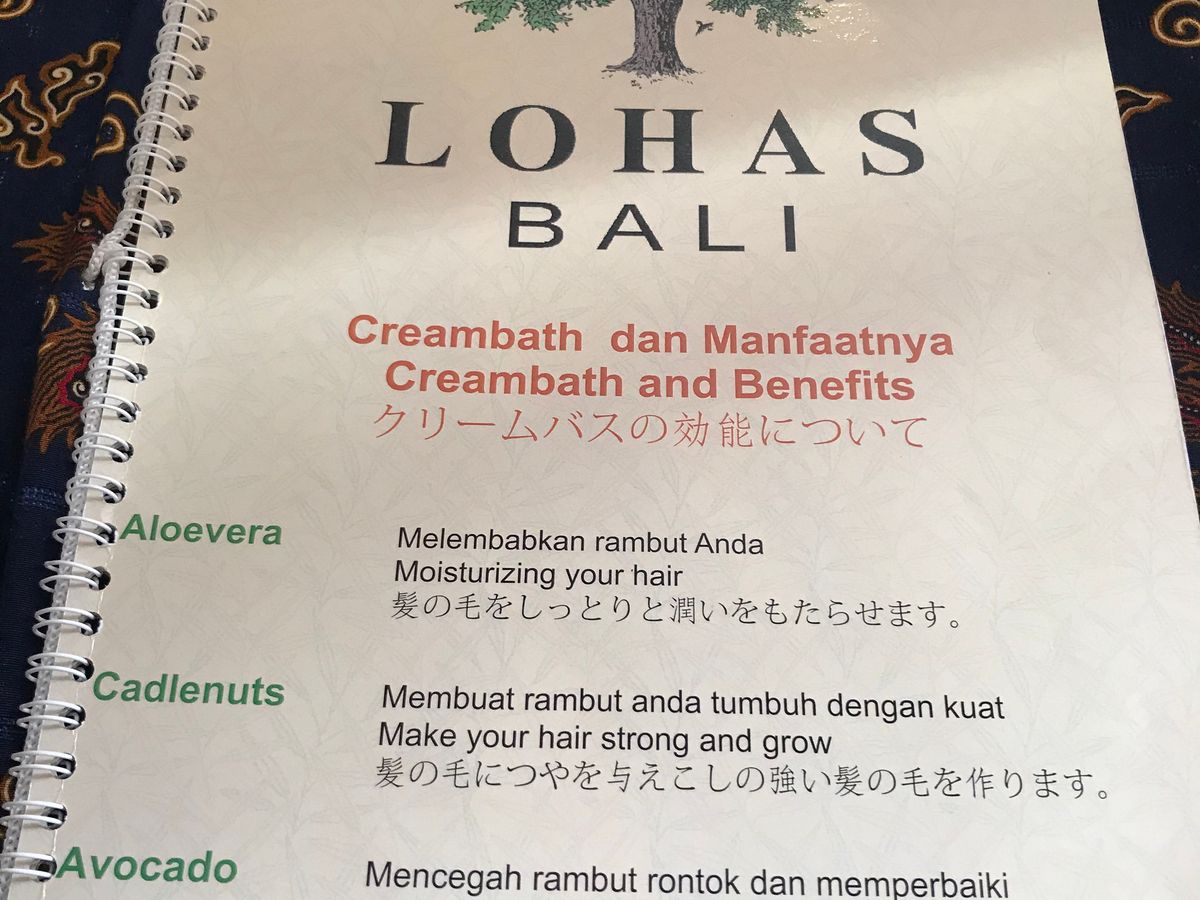 LOHAS
BALI
Creambath dan Manfaatnya
Creambath and Benefits
クリームバスの効能について
Aloevera
Melembabkan rambut Anda
Moisturizing your hair
髪の毛をしっとりと潤いをもたらせます。
Cadlenuts
Membuat rambut anda tumbuh dengan kuat
Make your hair strong and grow
髪の毛につやを与えこしの強い髪の毛を作ります。
Avocado
Mencegah rambut rontok dan memperbaiki